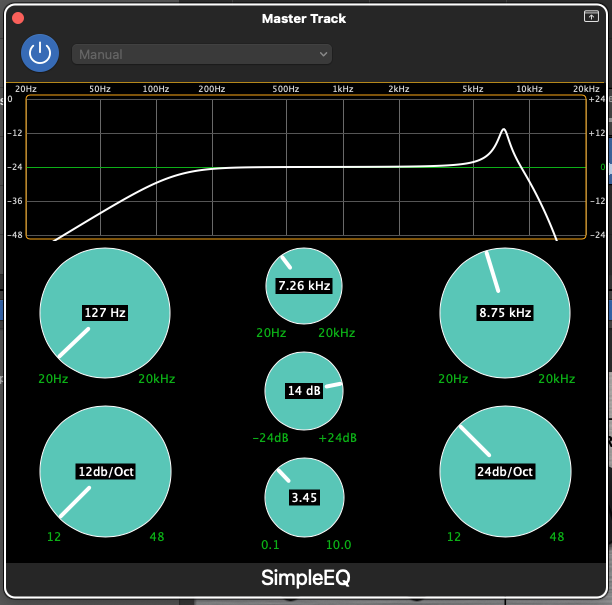 Master Track
Manual
20Hz 50Hz 100Hz 200Hz 500Hz 1kHz 2kHz 5kHz 10kHz 20kHz
0 +24
-12 +12
-24 0
-36 -12
-48 -24
127 Hz 7.26 kHz 8.75 kHz
20Hz 20kHz
20Hz 20kHz 20Hz 20kHz
14 dB
-24dB +24dB
12db/Oct 24db/Oct
3.45
12 48 12 48
0.1 10.0
SimpleEQ